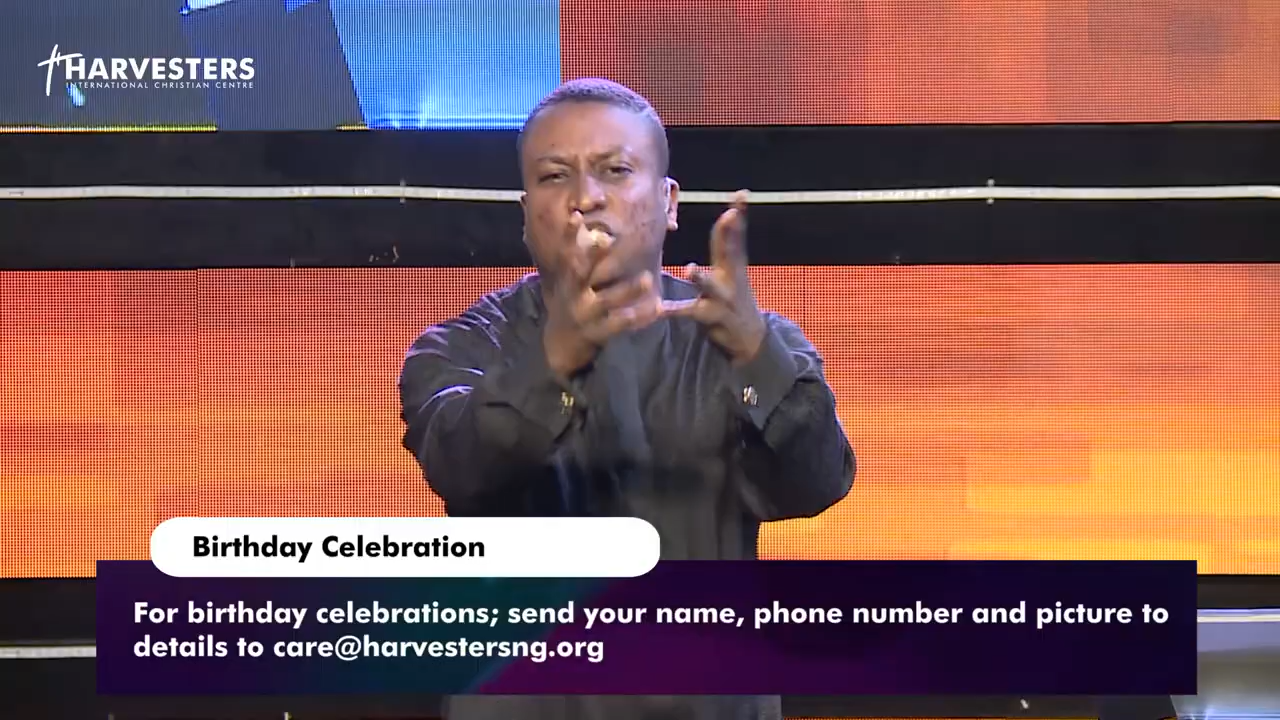 HARVESTERS
INTERNATIONAL CHRISTIAN CENTRE
Birthday Celebration
For birthday celebrations; send your name, phone number and picture to
details to care@harvestersng.org